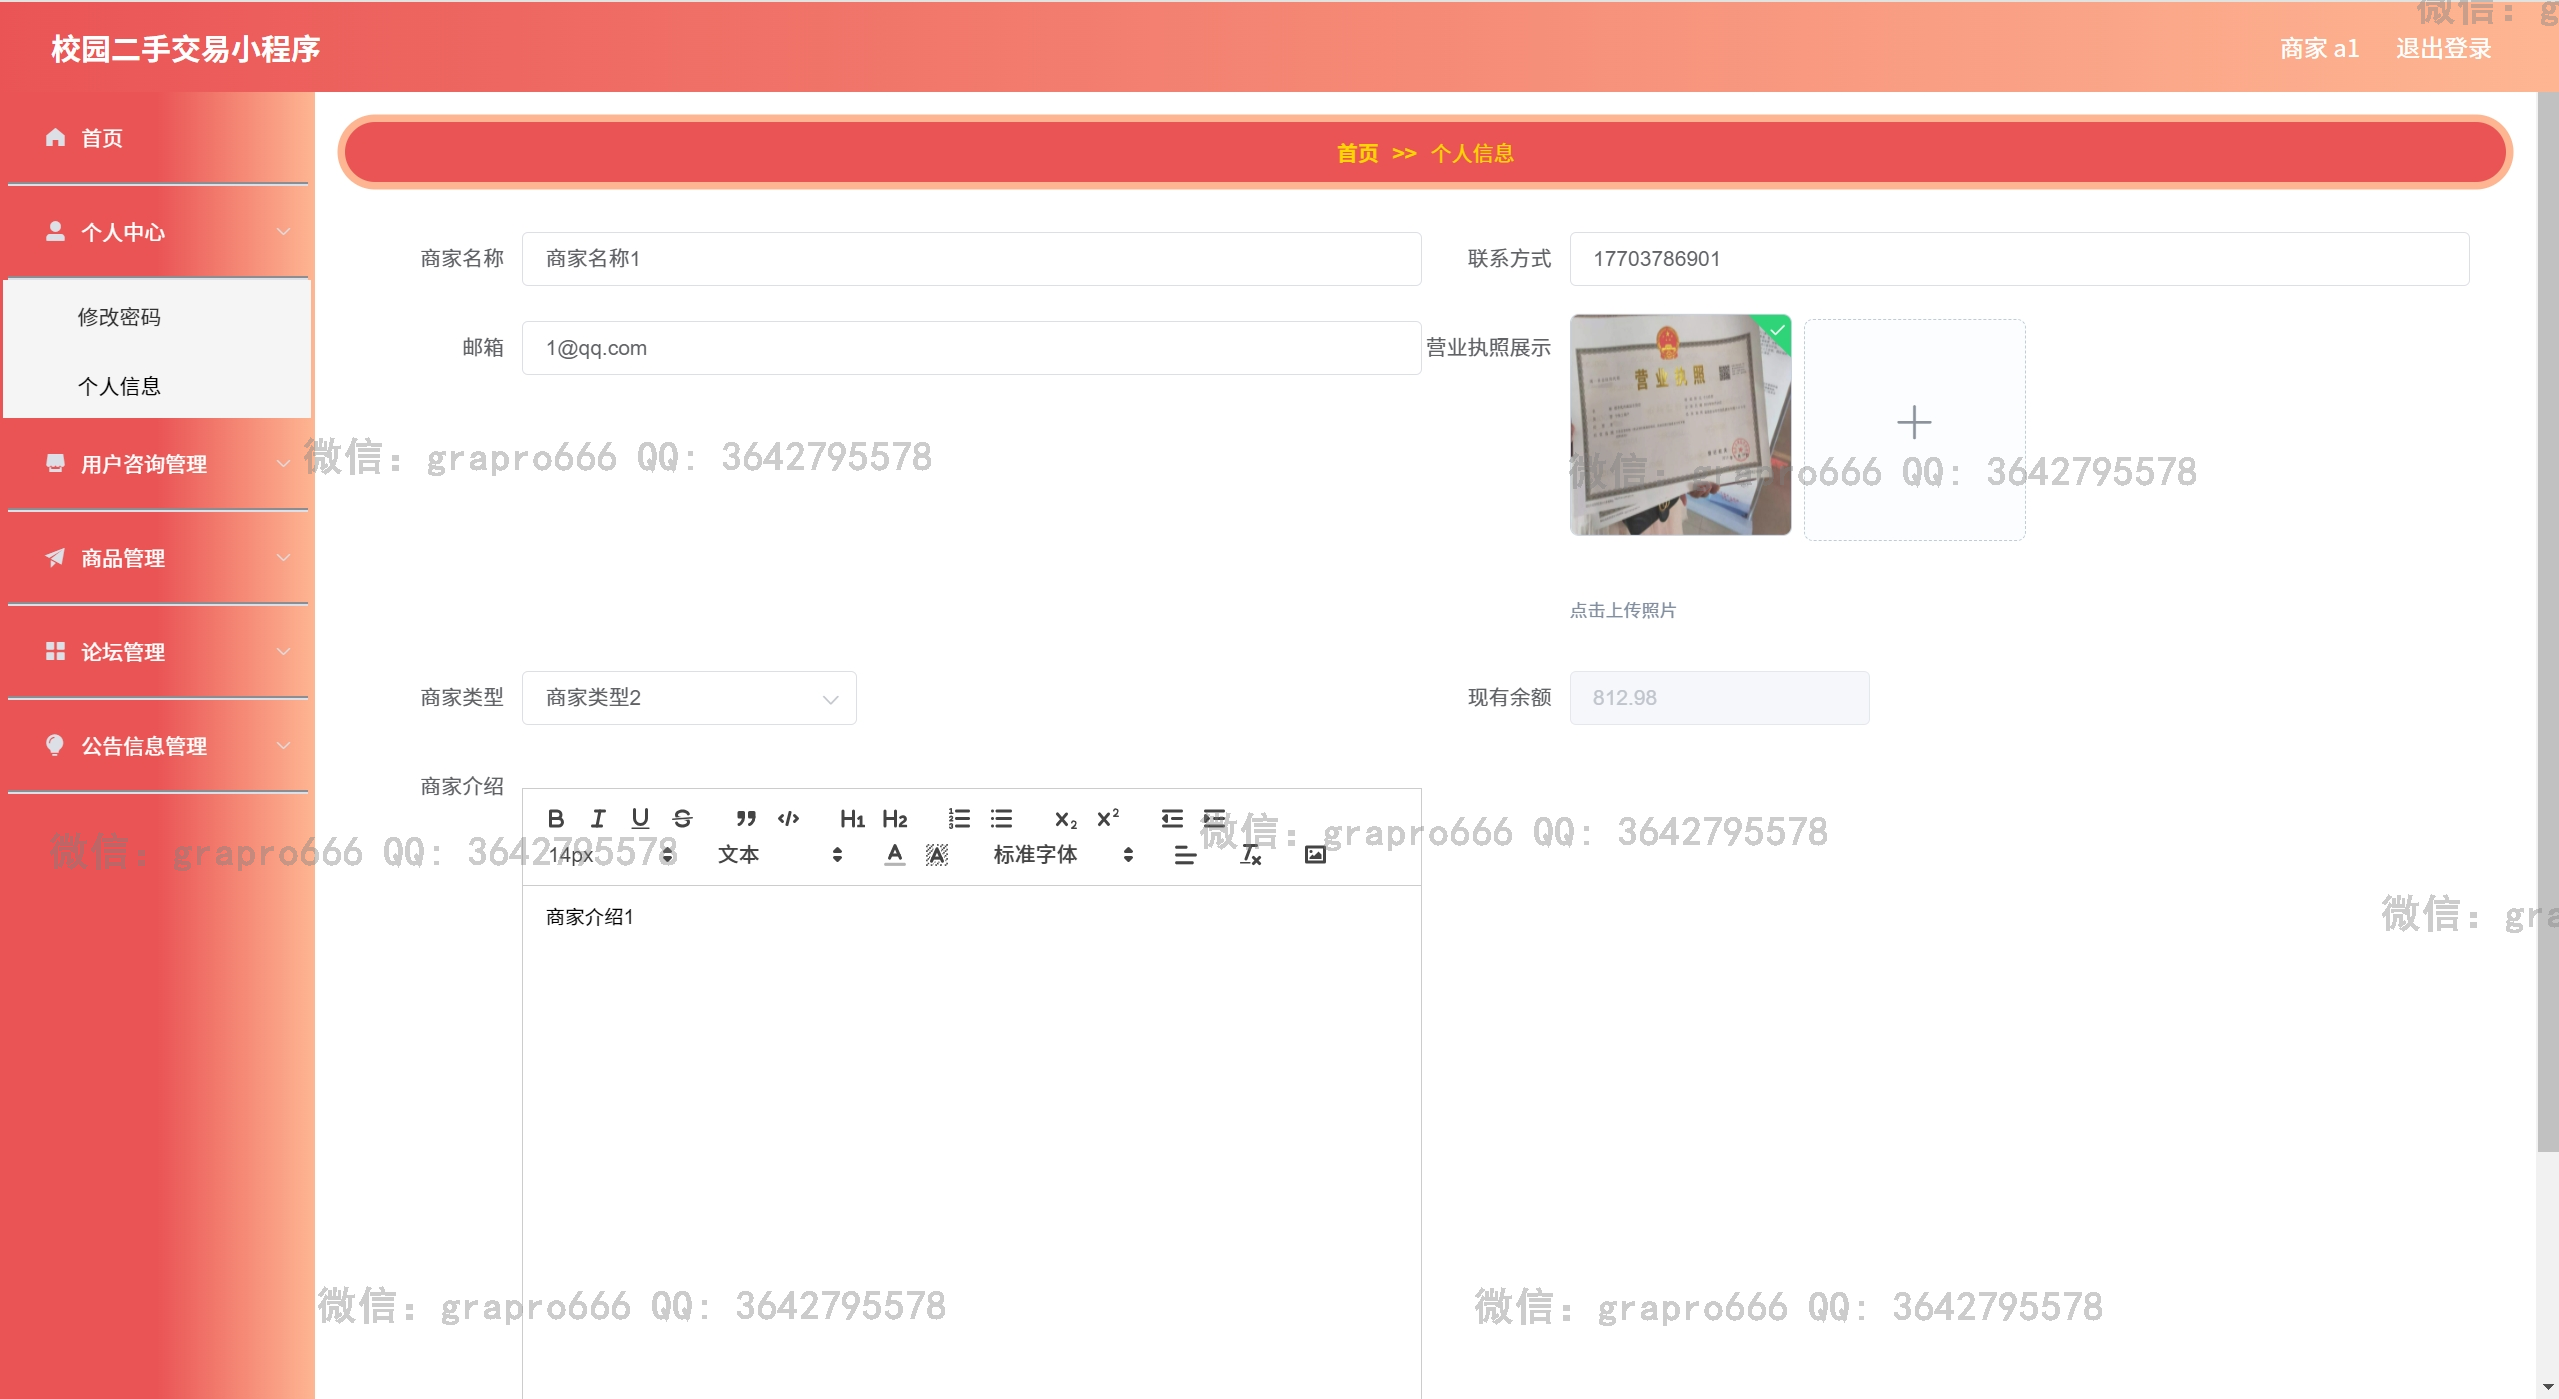 校园二手交易小程序
商家 a1 退出登录
首页
首页 >> 个人信息
个人中心
商家名称 商家名称1
联系方式 17703786901
修改密码
邮箱 1@qq.com
营业执照展示
营业执照
个人信息
用户咨询管理
微信: grapro666 QQ: 3642795578
微信: grapro666 QQ: 3642795578
商品管理
点击上传照片
论坛管理
商家类型 商家类型2
现有余额 812.98
公告信息管理
商家介绍
B I U S H1 H2 X2 X2
微信: grapro666 QQ: 3642795578
微信: grapro666 QQ: 3642795578
14px 文本 A A 标准字体 Tx
商家介绍1
微信: gra
微信: grapro666 QQ: 3642795578
微信: grapro666 QQ: 3642795578
微信: g